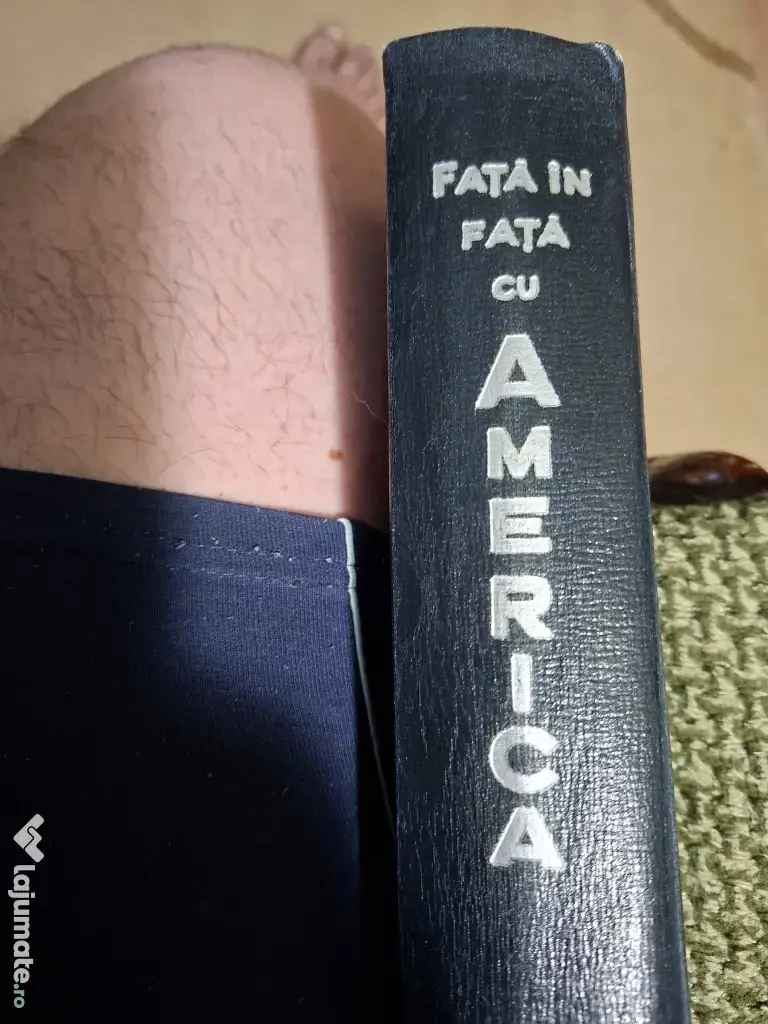 FAȚĂ ÎN
FAȚĂ
CU
AMERICA
lajumate.ro